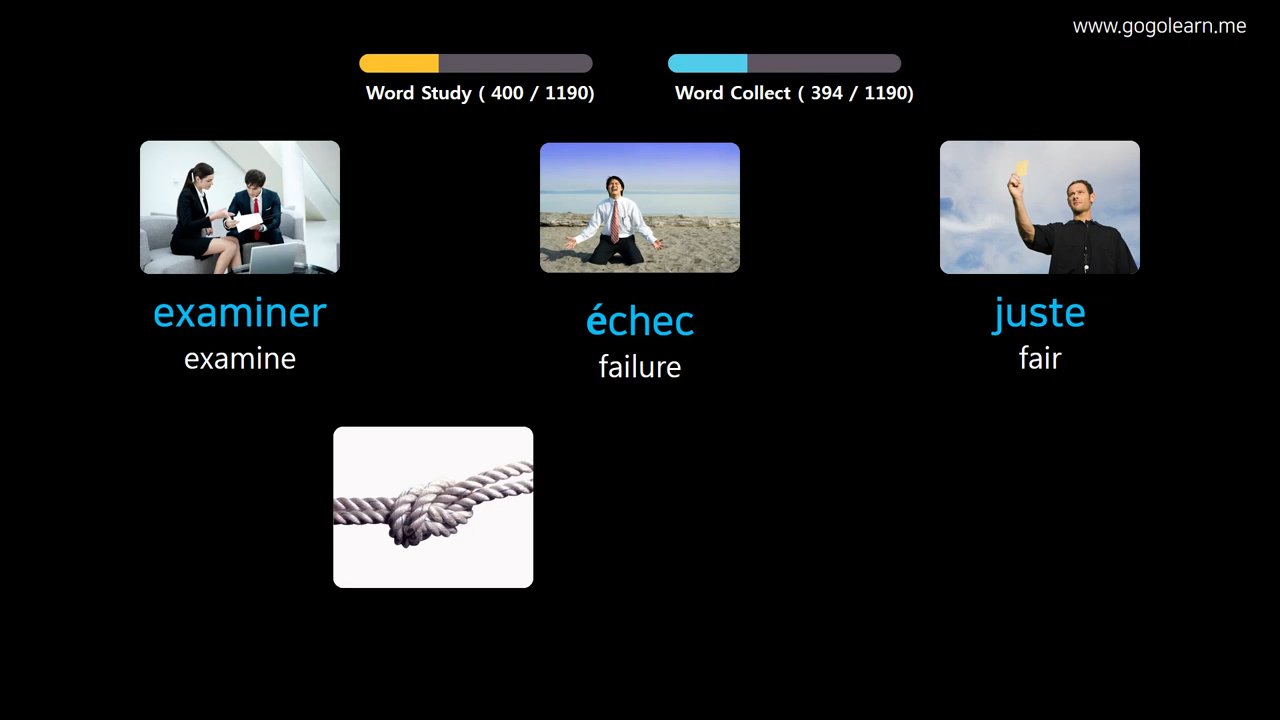 www.gogolearn.me
Word Study ( 400 / 1190)
Word Collect ( 394 / 1190)
examiner
examine
échec
failure
juste
fair